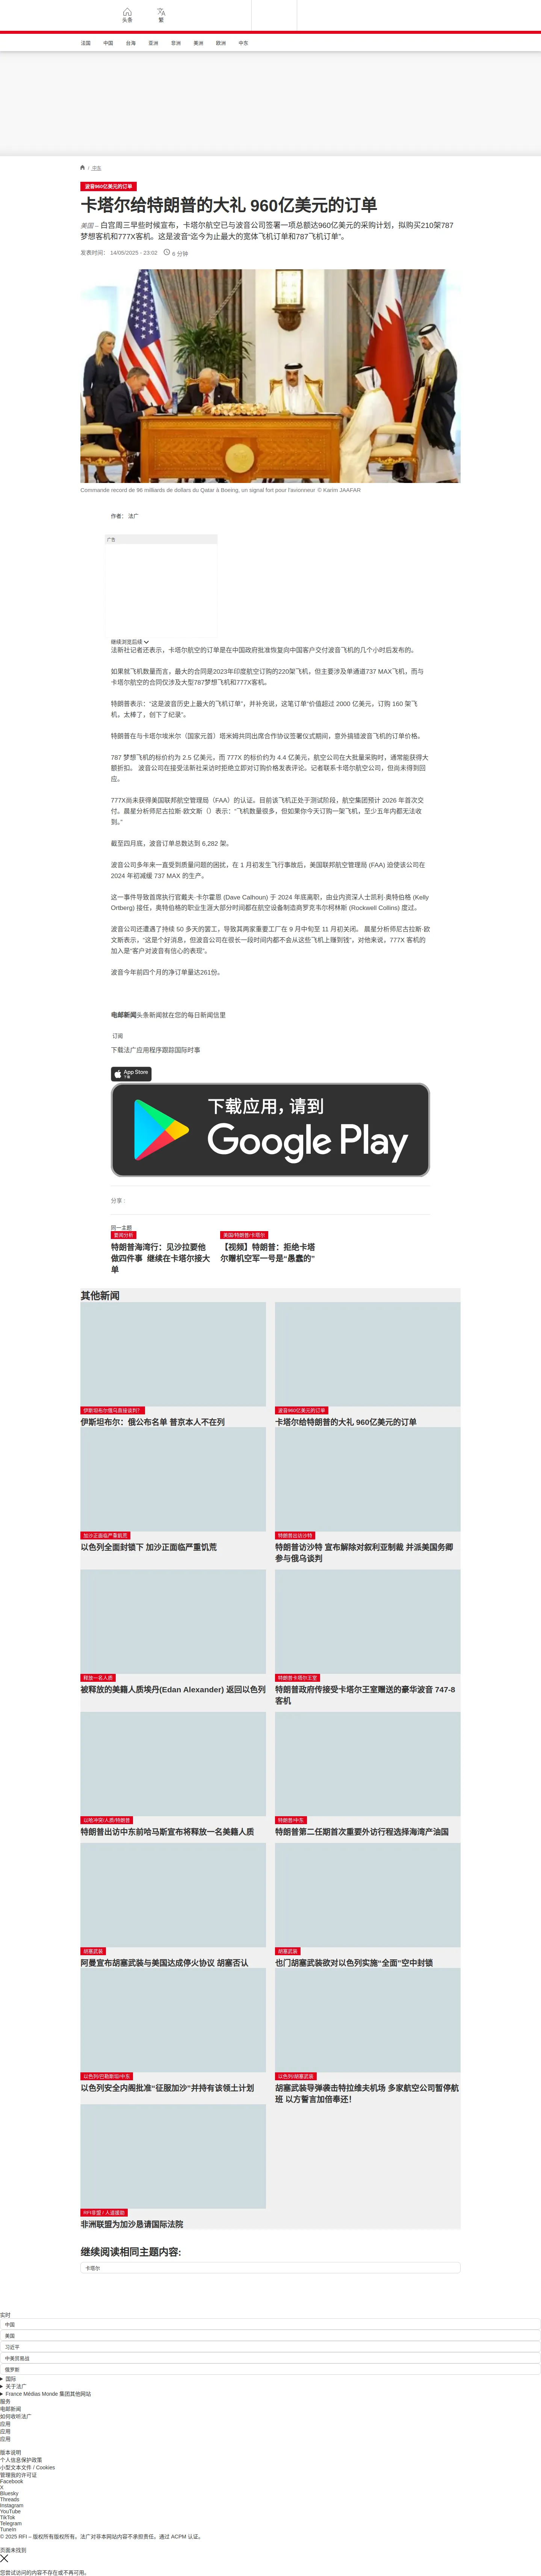 头条
繁
法国
中国
台海
亚洲
非洲
美洲
欧洲
中东
/ 中东
波音960亿美元的订单
卡塔尔给特朗普的大礼 960亿美元的订单
美国 – 白宫周三早些时候宣布，卡塔尔航空已与波音公司签署一项总额达960亿美元的采购计划，拟购买210架787
梦想客机和777X客机。这是波音“迄今为止最大的宽体飞机订单和787飞机订单”。
发表时间： 14/05/2025 - 23:02 6 分钟
Commande record de 96 milliards de dollars du Qatar à Boeing, un signal fort pour l'avionneur © Karim JAAFAR
作者： 法广
广告
继续浏览后续
法新社记者还表示，卡塔尔航空的订单是在中国政府批准恢复向中国客户交付波音飞机的几个小时后发布的。
如果就飞机数量而言，最大的合同是2023年印度航空订购的220架飞机，但主要涉及单通道737 MAX飞机，而与
卡塔尔航空的合同仅涉及大型787梦想飞机和777X客机。
特朗普表示：“这是波音历史上最大的飞机订单”，并补充说，这笔订单“价值超过 2000 亿美元，订购 160 架飞
机，太棒了，创下了纪录”。
特朗普在与卡塔尔埃米尔（国家元首）塔米姆共同出席合作协议签署仪式期间，意外搞错波音飞机的订单价格。
787 梦想飞机的标价约为 2.5 亿美元，而 777X 的标价约为 4.4 亿美元，航空公司在大批量采购时，通常能获得大
额折扣。 波音公司在接受法新社采访时拒绝立即对订购价格发表评论。记者联系卡塔尔航空公司，但尚未得到回
应。
777X尚未获得美国联邦航空管理局（FAA）的认证。目前该飞机正处于测试阶段，航空集团预计 2026 年首次交
付。晨星分析师尼古拉斯·欧文斯（）表示：“飞机数量很多，但如果你今天订购一架飞机，至少五年内都无法收
到。”
截至四月底，波音订单总数达到 6,282 架。
波音公司多年来一直受到质量问题的困扰，在 1 月初发生飞行事故后，美国联邦航空管理局 (FAA) 迫使该公司在
2024 年初减缓 737 MAX 的生产。
这一事件导致首席执行官戴夫·卡尔霍恩 (Dave Calhoun) 于 2024 年底离职，由业内资深人士凯利·奥特伯格 (Kelly
Ortberg) 接任，奥特伯格的职业生涯大部分时间都在航空设备制造商罗克韦尔柯林斯 (Rockwell Collins) 度过。
波音公司还遭遇了持续 50 多天的罢工，导致其两家重要工厂在 9 月中旬至 11 月初关闭。 晨星分析师尼古拉斯·欧
文斯表示，“这是个好消息，但波音公司在很长一段时间内都不会从这些飞机上赚到钱”，对他来说，777X 客机的
加入是“客户对波音有信心的表现”。
波音今年前四个月的净订单量达261份。
电邮新闻头条新闻就在您的每日新闻信里
订阅
下载法广应用程序跟踪国际时事
App Store
下载
下载应用，请到
Google Play
分享 :
同一主题
要闻分析
特朗普海湾行：见沙拉要他
做四件事 继续在卡塔尔接大
单
美国/特朗普/卡塔尔
【视频】特朗普：拒绝卡塔
尔赠机空军一号是“愚蠢的”
其他新闻
伊斯坦布尔俄乌直接谈判？
伊斯坦布尔：俄公布名单 普京本人不在列
波音960亿美元的订单
卡塔尔给特朗普的大礼 960亿美元的订单
加沙正面临严重饥荒
以色列全面封锁下 加沙正面临严重饥荒
特朗普出访沙特
特朗普访沙特 宣布解除对叙利亚制裁 并派美国务卿
参与俄乌谈判
释放一名人质
被释放的美籍人质埃丹(Edan Alexander) 返回以色列
特朗普卡塔尔王室
特朗普政府传接受卡塔尔王室赠送的豪华波音 747-8
客机
以哈冲突/人质/特朗普
特朗普出访中东前哈马斯宣布将释放一名美籍人质
特朗普/中东
特朗普第二任期首次重要外访行程选择海湾产油国
胡塞武装
阿曼宣布胡塞武装与美国达成停火协议 胡塞否认
胡塞武装
也门胡塞武装欲对以色列实施“全面”空中封锁
以色列/巴勒斯坦/中东
以色列安全内阁批准“征服加沙”并持有该领土计划
以色列/胡塞武装
胡塞武装导弹袭击特拉维夫机场 多家航空公司暂停航
班 以方誓言加倍奉还！
RFI非盟 / 人道援助
非洲联盟为加沙恳请国际法院
继续阅读相同主题内容:
卡塔尔
实时
中国
美国
习近平
中美贸易战
俄罗斯
国际
关于法广
France Médias Monde 集团其他网站
服务
电邮新闻
如何收听法广
应用
应用
应用
版本说明
个人信息保护政策
小型文本文件 / Cookies
管理我的许可证
Facebook
X
Bluesky
Threads
Instagram
YouTube
TikTok
Telegram
TuneIn
© 2025 RFI – 版权所有版权所有。法广对非本网站内容不承担责任。通过 ACPM 认证。
页面未找到
您尝试访问的内容不存在或不再可用。